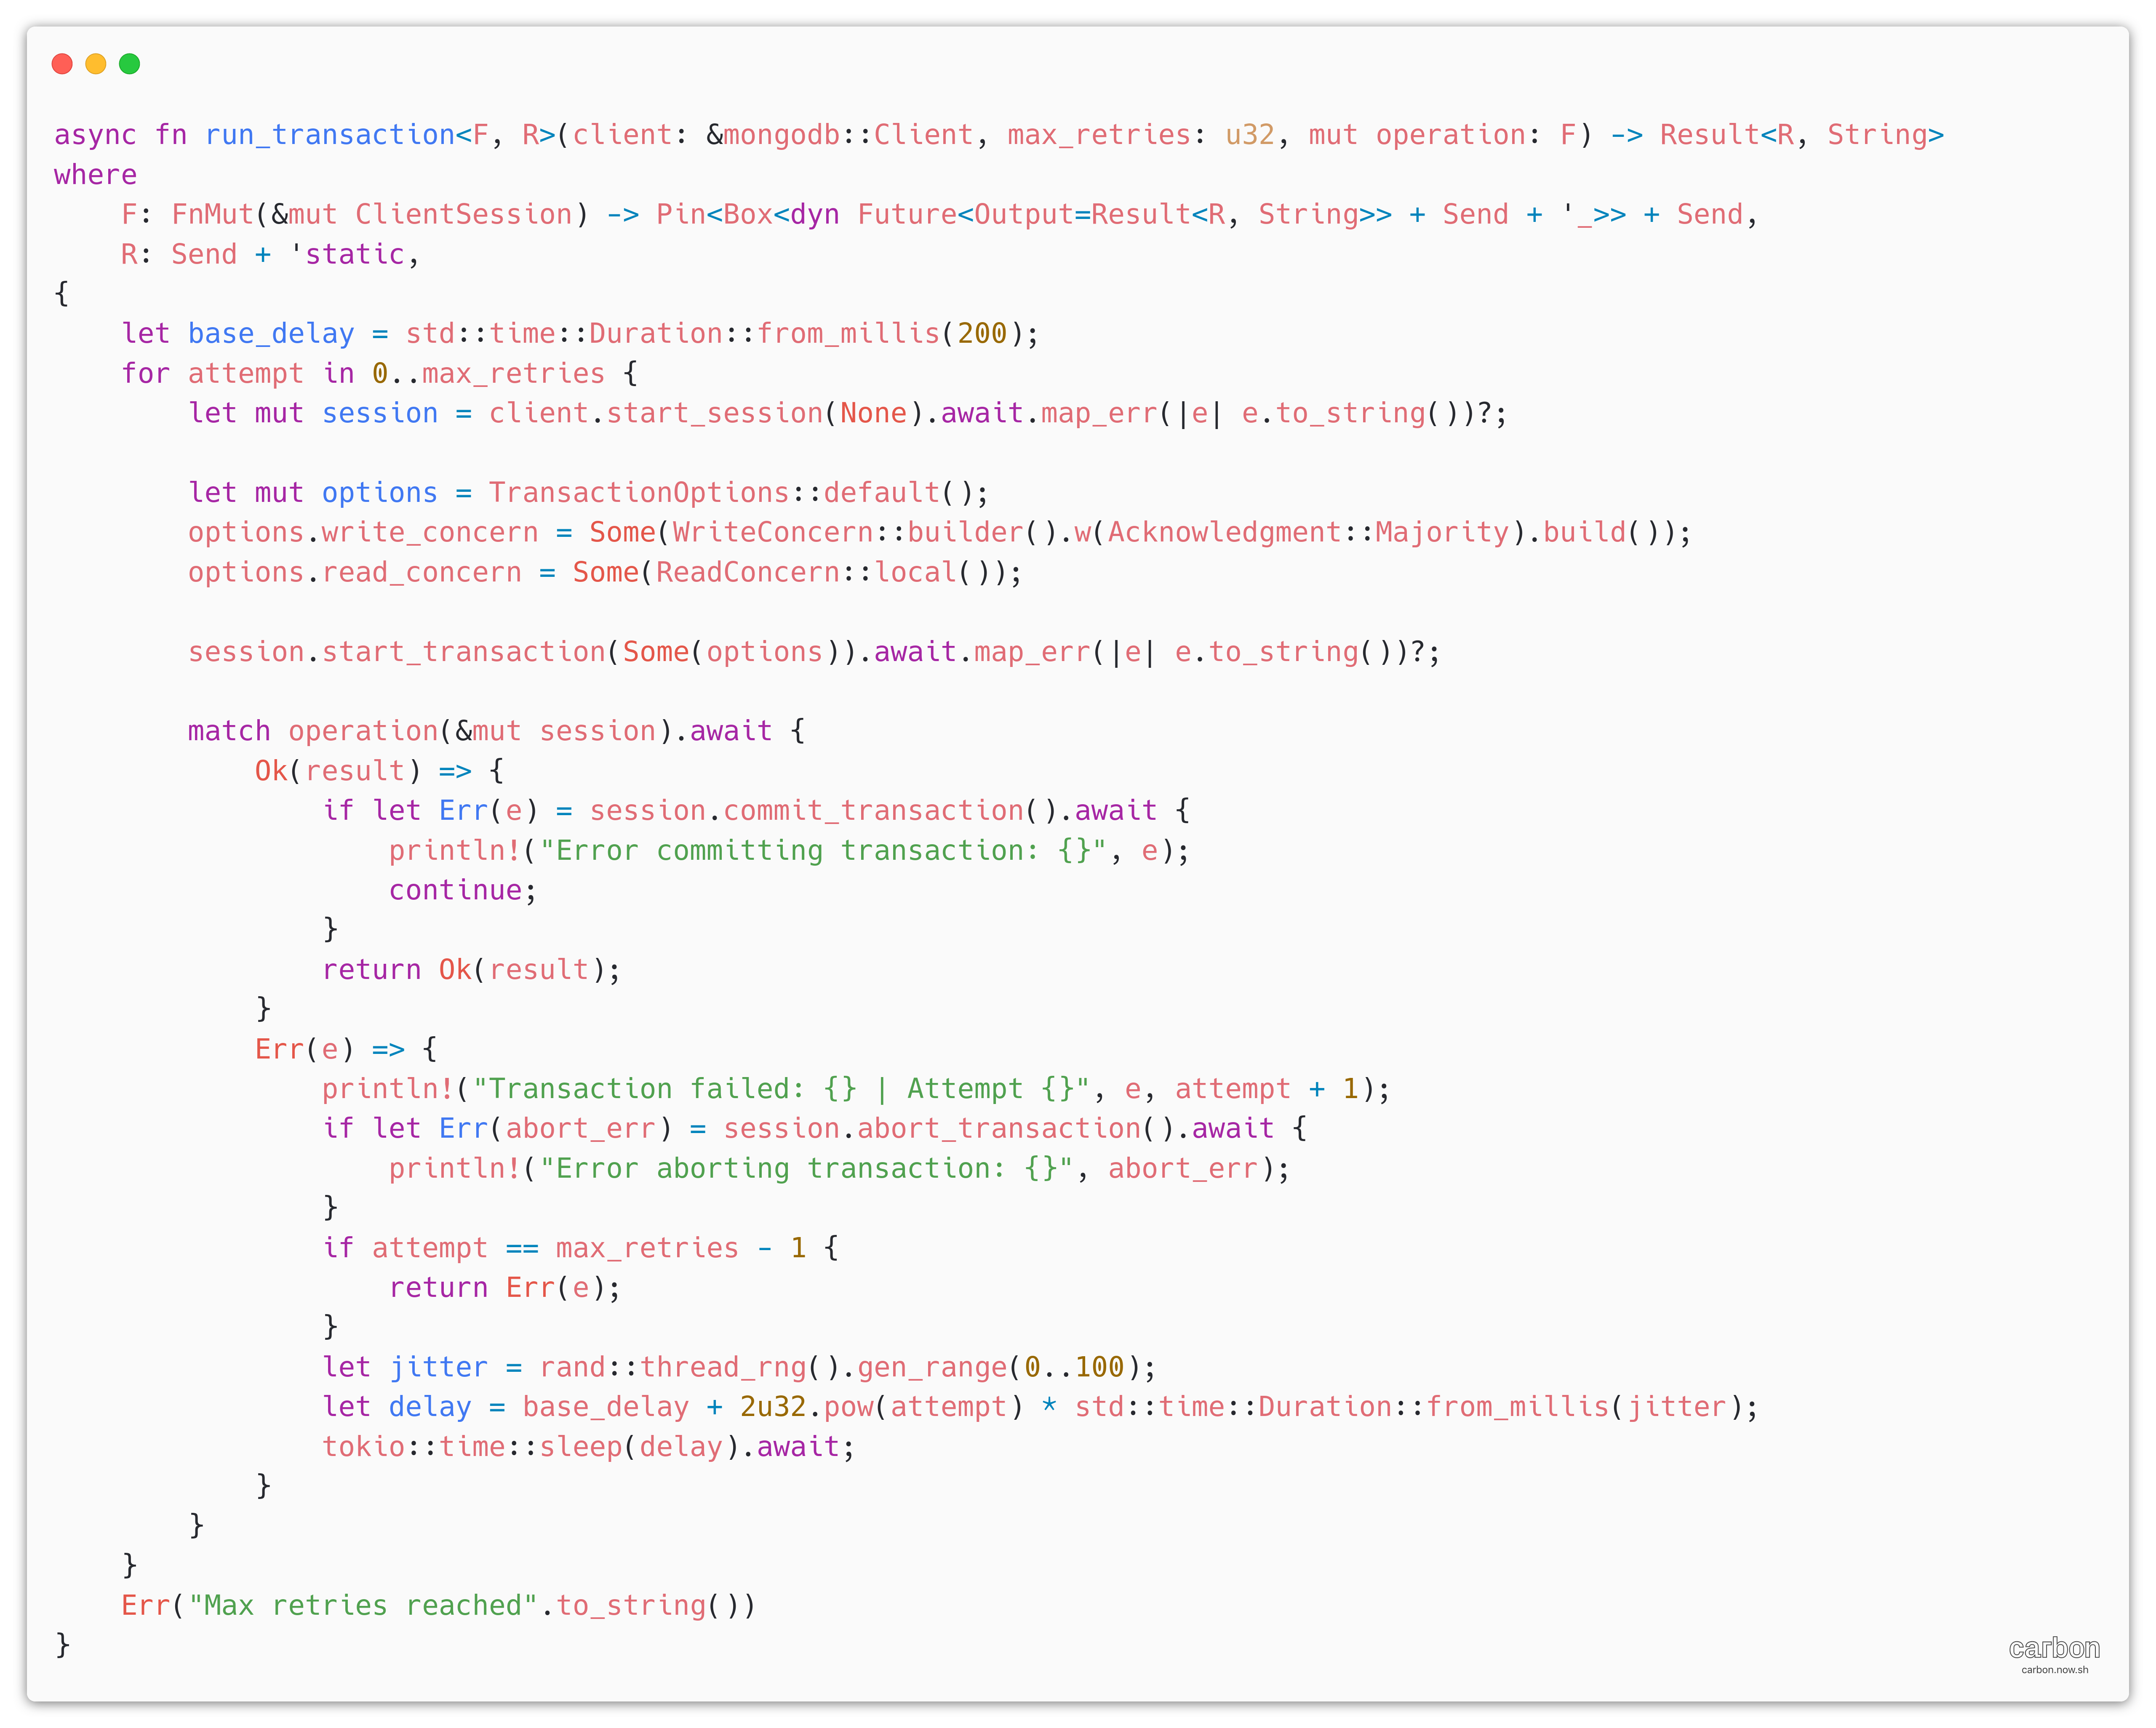 async fn run_transaction<F, R>(client: &mongodb::Client, max_retries: u32, mut operation: F) -> Result<R, String>
where
    F: FnMut(&mut ClientSession) -> Pin<Box<dyn Future<Output=Result<R, String>> + Send + '_>> + Send,
    R: Send + 'static,
{
    let base_delay = std::time::Duration::from_millis(200);
    for attempt in 0..max_retries {
        let mut session = client.start_session(None).await.map_err(|e| e.to_string())?;

        let mut options = TransactionOptions::default();
        options.write_concern = Some(WriteConcern::builder().w(Acknowledgment::Majority).build());
        options.read_concern = Some(ReadConcern::local());

        session.start_transaction(Some(options)).await.map_err(|e| e.to_string())?;

        match operation(&mut session).await {
            Ok(result) => {
                if let Err(e) = session.commit_transaction().await {
                    println!("Error committing transaction: {}", e);
                    continue;
                }
                return Ok(result);
            }
            Err(e) => {
                println!("Transaction failed: {} | Attempt {}", e, attempt + 1);
                if let Err(abort_err) = session.abort_transaction().await {
                    println!("Error aborting transaction: {}", abort_err);
                }
                if attempt == max_retries - 1 {
                    return Err(e);
                }
                let jitter = rand::thread_rng().gen_range(0..100);
                let delay = base_delay + 2u32.pow(attempt) * std::time::Duration::from_millis(jitter);
                tokio::time::sleep(delay).await;
            }
        }
    }
    Err("Max retries reached".to_string())
}
carbon
carbon.now.sh